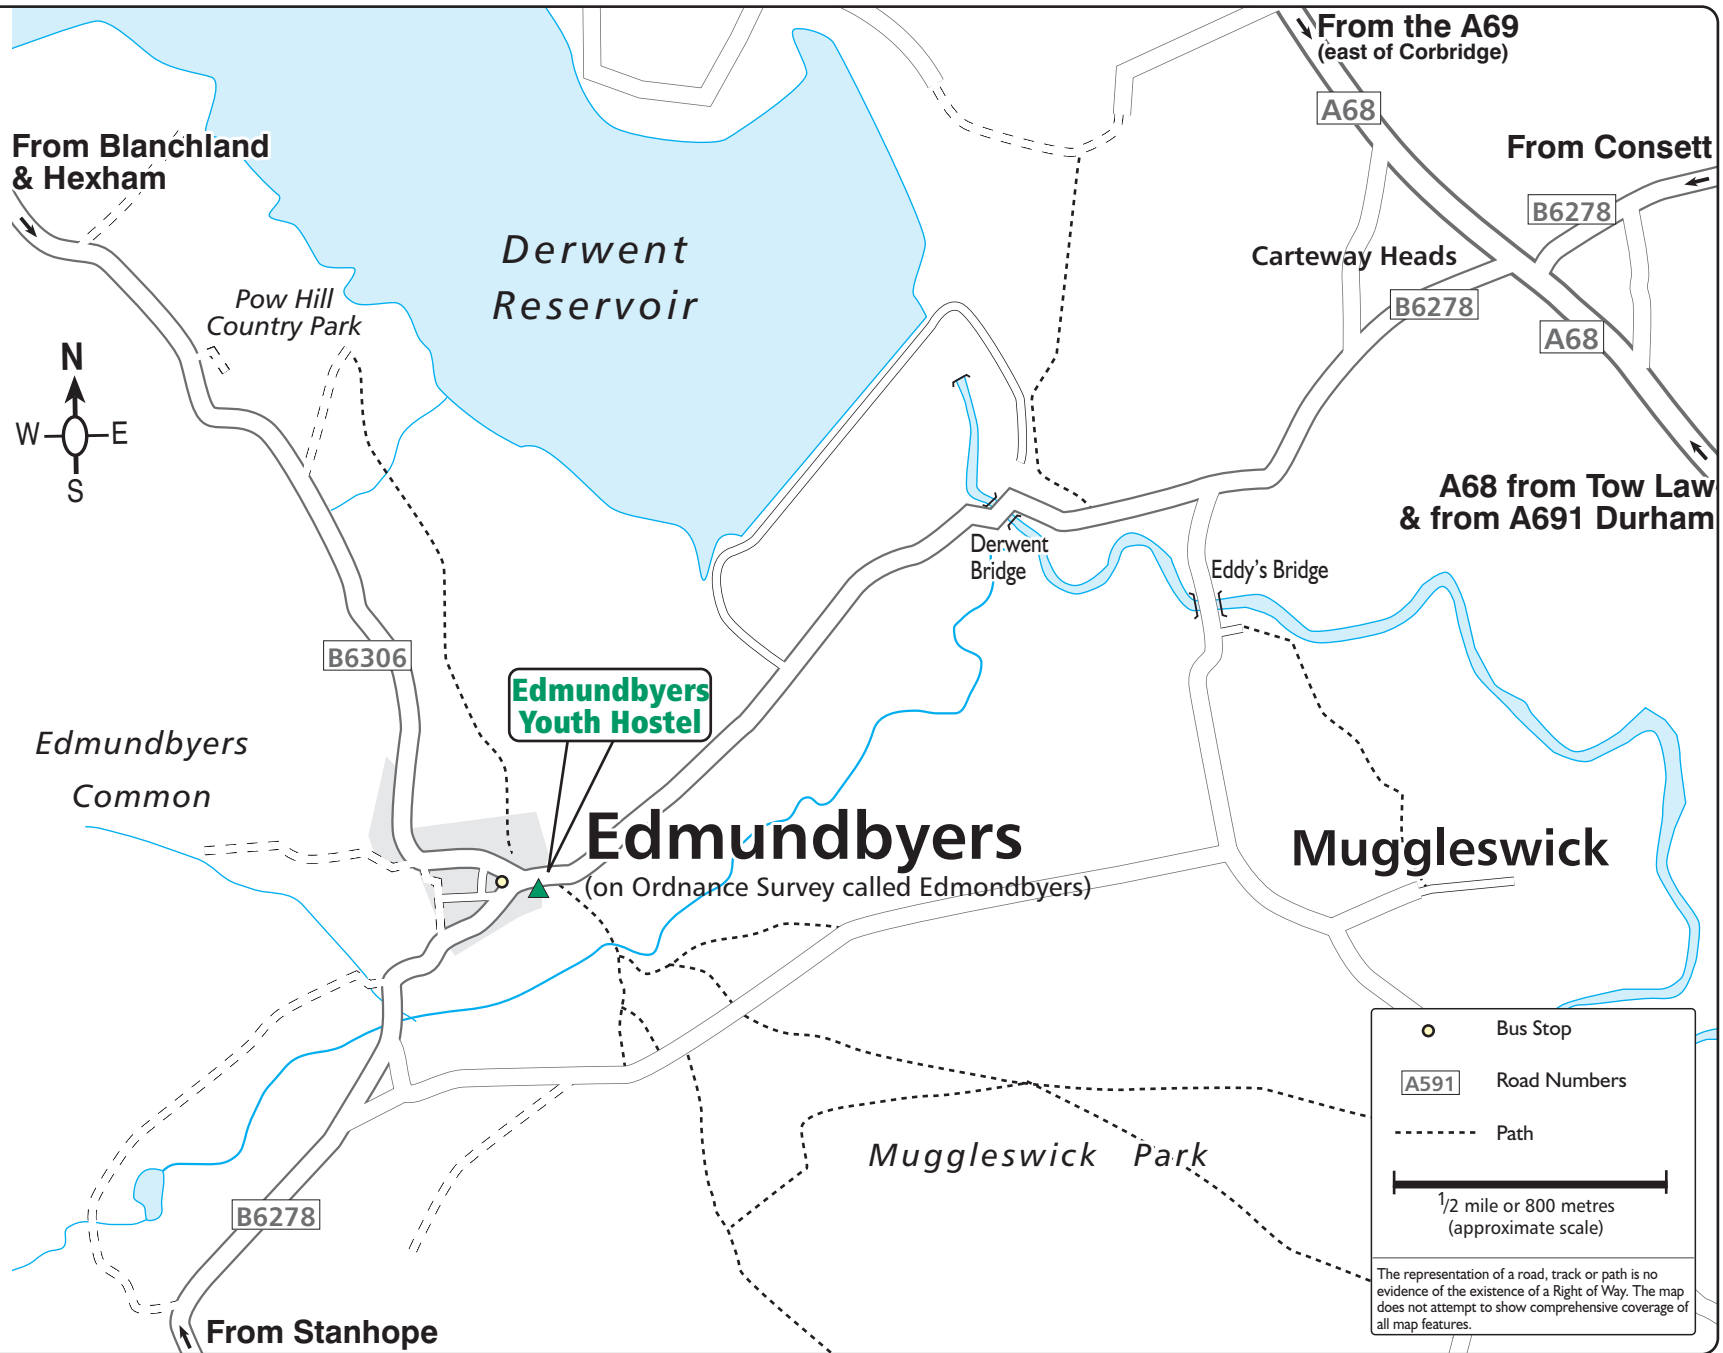 From the A69
(east of Corbridge)
A68
From Blanchland
& Hexham
From Consett
B6278
Derwent
Reservoir
Carteway Heads
Pow Hill
Country Park
B6278
A68
N
W E
S
A68 from Tow Law
& from A691 Durham
Derwent
Bridge
Eddy's Bridge
B6306
Edmundbyers
Youth Hostel
Edmundbyers
Common
Edmundbyers
(on Ordnance Survey called Edmondbyers)
Muggleswick
Bus Stop
A591 Road Numbers
Path
Muggleswick Park
1/2 mile or 800 metres
(approximate scale)
B6278
The representation of a road, track or path is no
evidence of the existence of a Right of Way. The map
does not attempt to show comprehensive coverage of
all map features.
From Stanhope